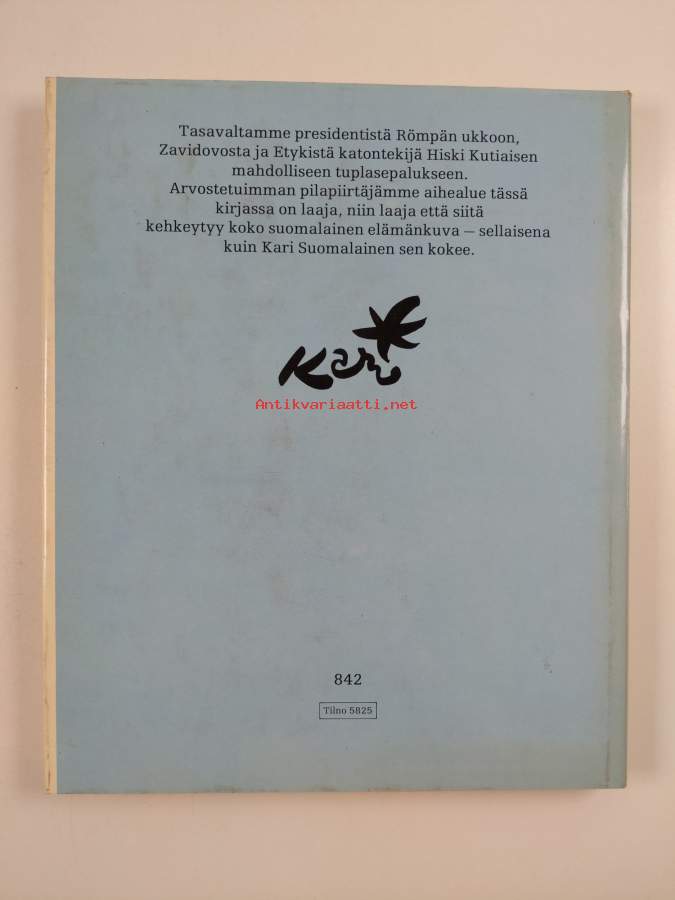 Tasavaltamme presidentistä Römpän ukkoon,
Zavidovosta ja Etykistä katontekijä Hiski Kutiaisen
mahdolliseen tuplasepalukseen.
Arvostetuimman pilapiirtäjämme aihealue tässä
kirjassa on laaja, niin laaja että siitä
kehkeytyy koko suomalainen elämänkuva — sellaisena
kuin Kari Suomalainen sen kokee.
Kari
Antikvariaatti.net
842
Tilno 5825